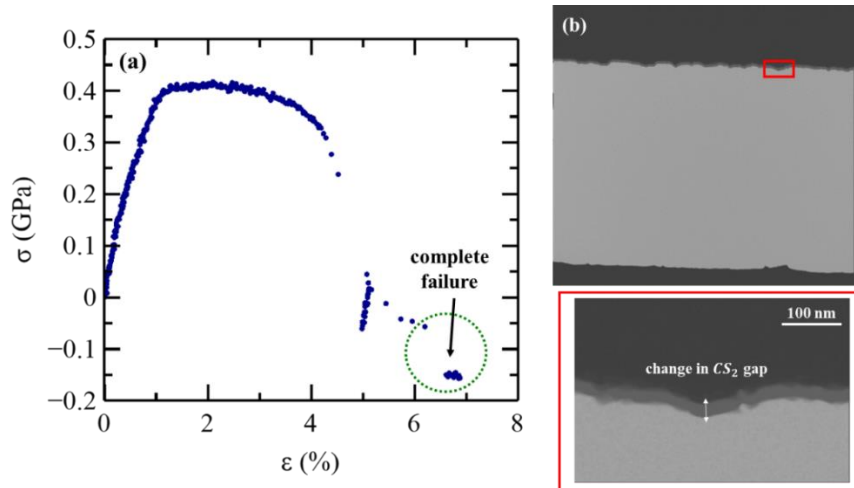 (a)
0.5
0.4
0.3
0.2
0.1
0
−0.1
−0.2
σ (GPa)
0 2 4 6 8
ε (%)
complete
failure
(b)
100 nm
change in CS₂ gap